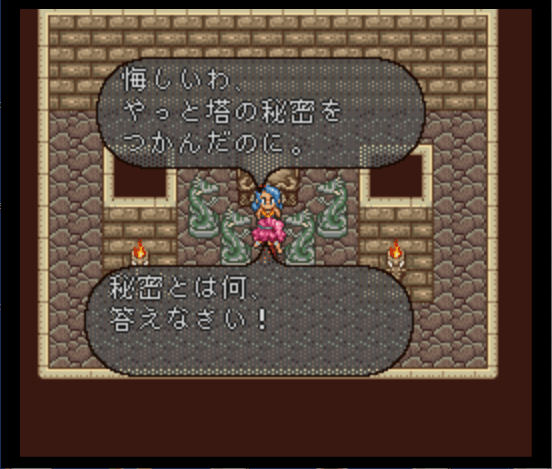 悔しいわ、
やっと塔の秘密を
つかんだのに。
秘密とは何、
答えなさい！